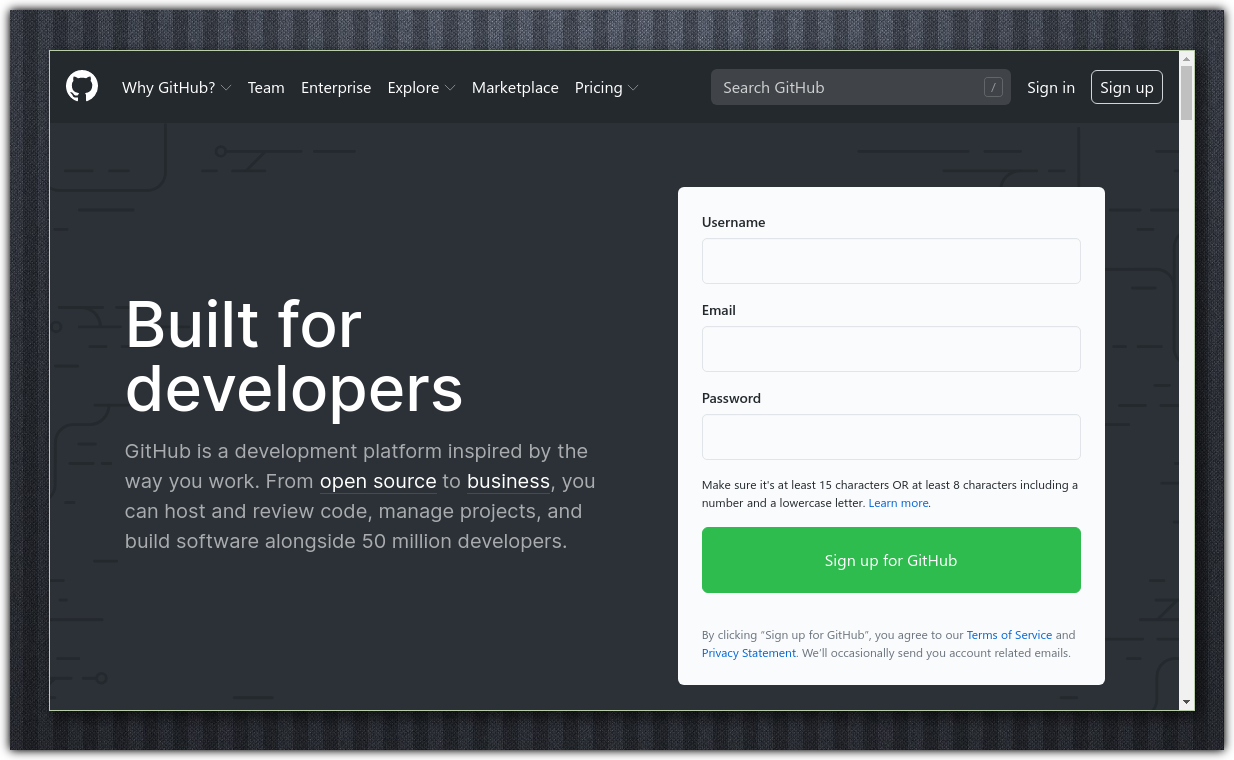 Why GitHub? Team Enterprise Explore Marketplace Pricing Search GitHub / Sign in Sign up
Built for
developers
GitHub is a development platform inspired by the
way you work. From open source to business, you
can host and review code, manage projects, and
build software alongside 50 million developers.
Username
Email
Password
Make sure it's at least 15 characters OR at least 8 characters including a
number and a lowercase letter. Learn more.
Sign up for GitHub
By clicking “Sign up for GitHub”, you agree to our Terms of Service and
Privacy Statement. We’ll occasionally send you account related emails.